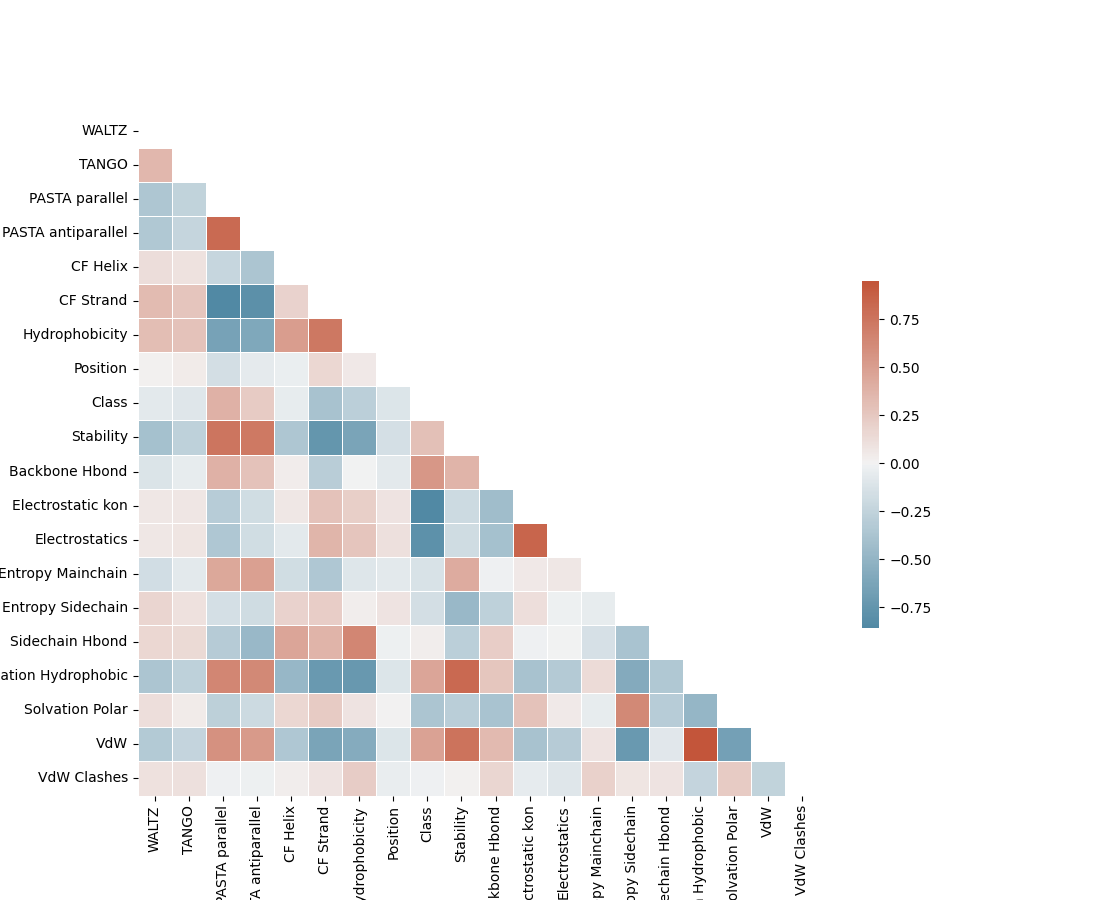 WALTZ
TANGO
PASTA parallel
PASTA antiparallel
CF Helix
CF Strand
Hydrophobicity
Position
Class
Stability
Backbone Hbond
Electrostatic kon
Electrostatics
Entropy Mainchain
Entropy Sidechain
Sidechain Hbond
ation Hydrophobic
Solvation Polar
VdW
VdW Clashes
0.75
0.50
0.25
0.00
−0.25
−0.50
−0.75
WALTZ
TANGO
PASTA parallel
TA antiparallel
CF Helix
CF Strand
ydrophobicity
Position
Class
Stability
kbone Hbond
ctrostatic kon
Electrostatics
py Mainchain
opy Sidechain
echain Hbond
n Hydrophobic
olvation Polar
VdW
VdW Clashes